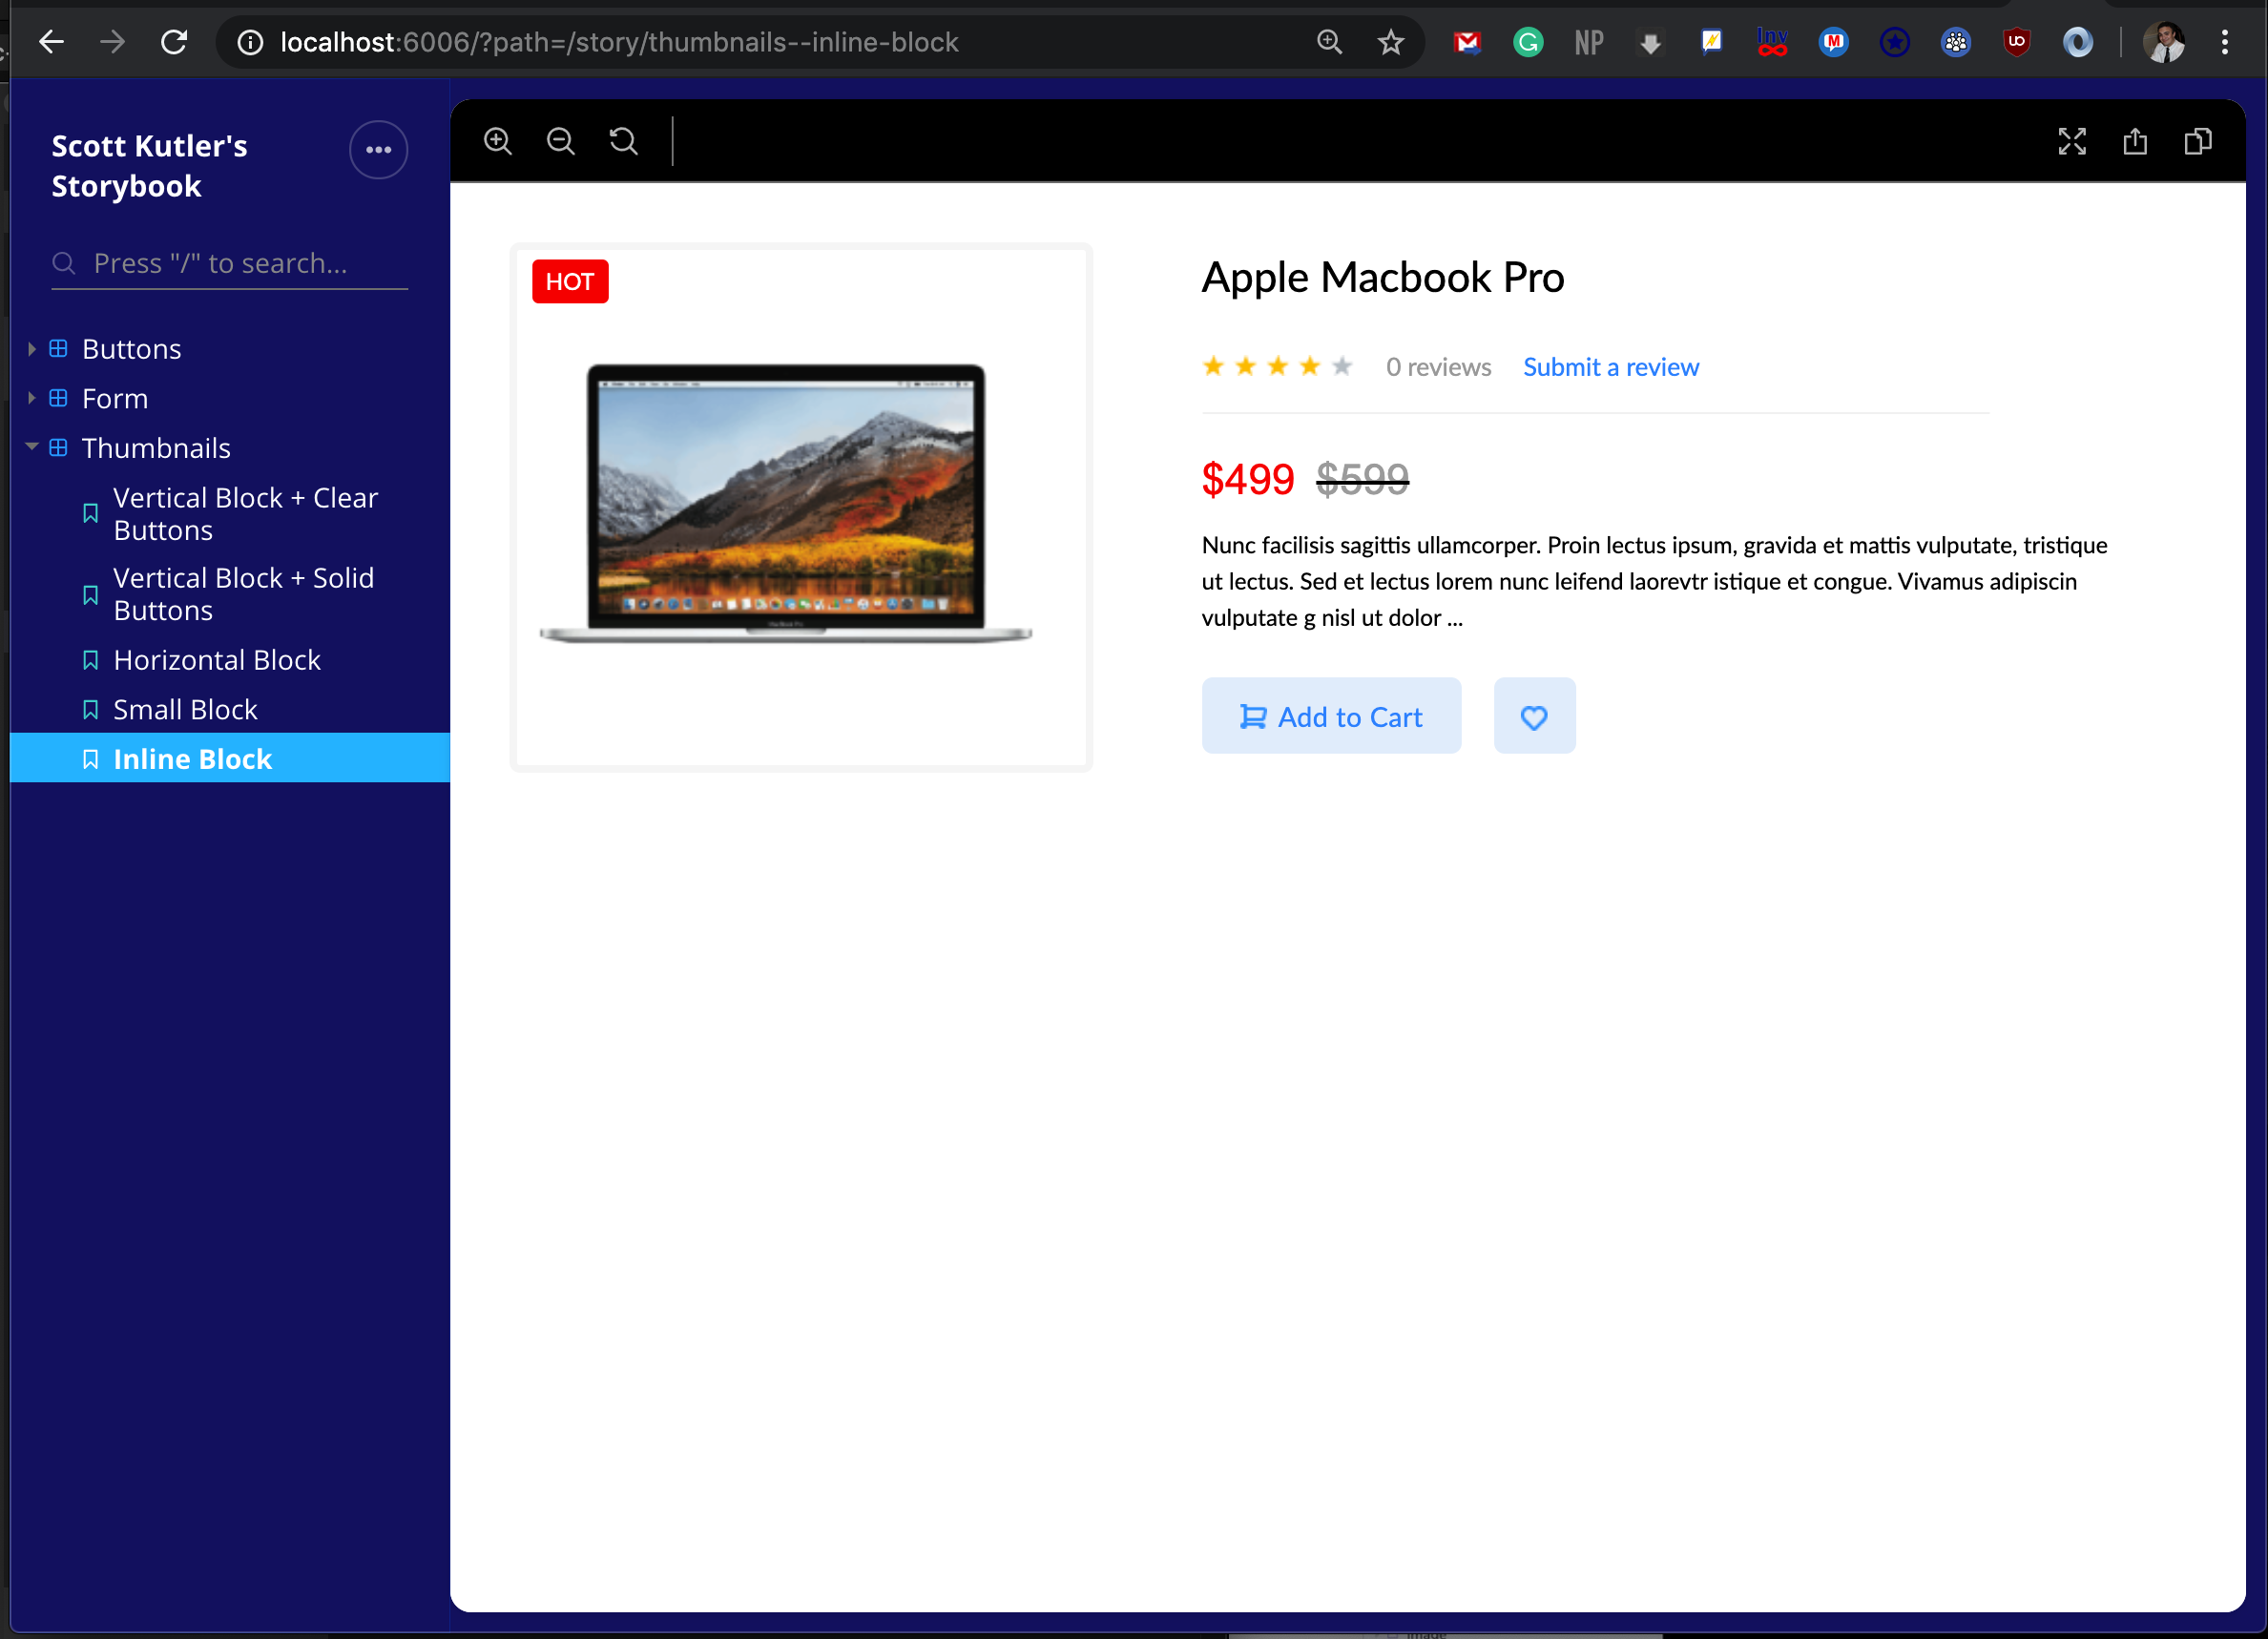 localhost:6006/?path=/story/thumbnails--inline-block
NP
Inv
M
UO
Scott Kutler's
Storybook
Press "/" to search...
Buttons
Form
Thumbnails
Vertical Block + Clear
Buttons
Vertical Block + Solid
Buttons
Horizontal Block
Small Block
Inline Block
HOT
Apple Macbook Pro
0 reviews Submit a review
$499 $599
Nunc facilisis sagittis ullamcorper. Proin lectus ipsum, gravida et mattis vulputate, tristique
ut lectus. Sed et lectus lorem nunc leifend laorevtr istique et congue. Vivamus adipiscin
vulputate g nisl ut dolor ...
Add to Cart